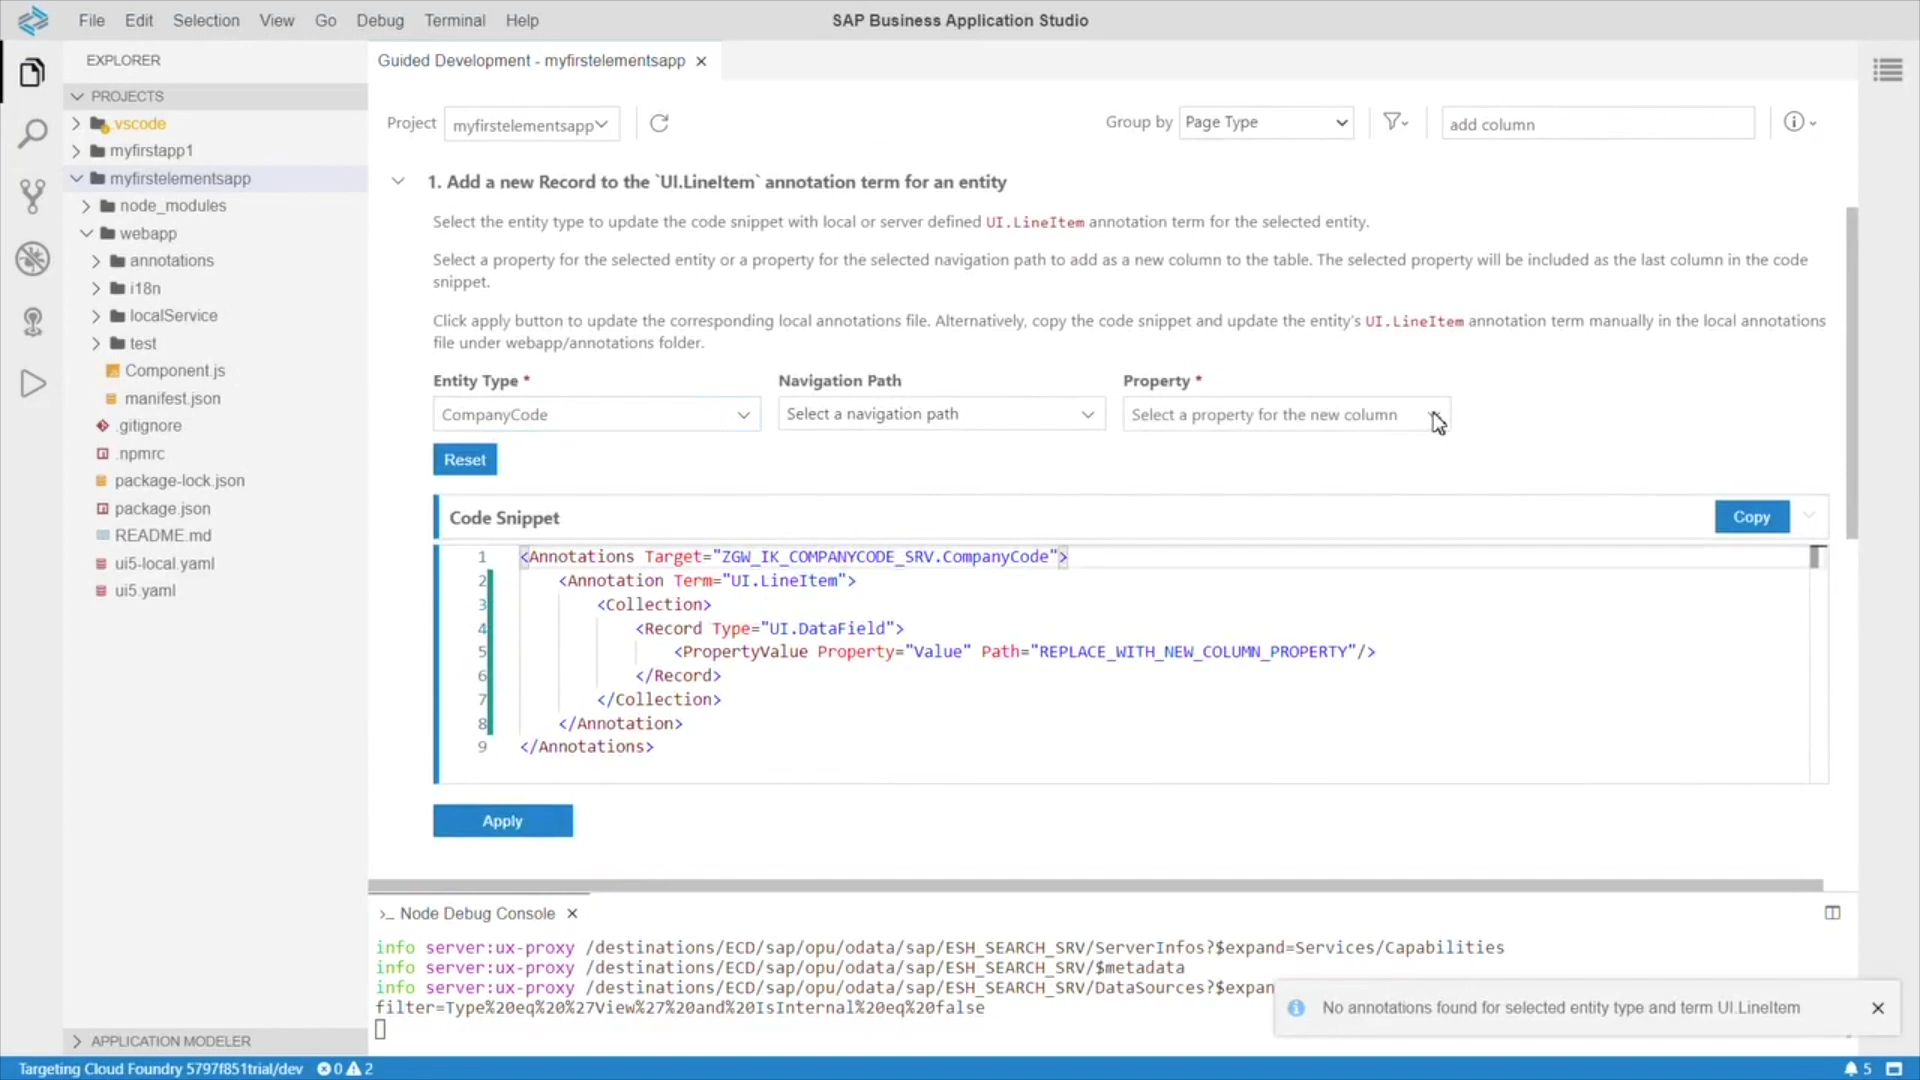 File Edit Selection View Go Debug Terminal Help
SAP Business Application Studio
EXPLORER
PROJECTS
.vscode
myfirstapp1
myfirstelementsapp
node_modules
webapp
annotations
i18n
localService
test
Component.js
manifest.json
.gitignore
.npmrc
package-lock.json
package.json
README.md
ui5-local.yaml
ui5.yaml
APPLICATION MODELER
Guided Development - myfirstelementsapp
Project myfirstelementsapp
Group by Page Type
add column
1. Add a new Record to the `UI.LineItem` annotation term for an entity
Select the entity type to update the code snippet with local or server defined UI.LineItem annotation term for the selected entity.
Select a property for the selected entity or a property for the selected navigation path to add as a new column to the table. The selected property will be included as the last column in the code
snippet.
Click apply button to update the corresponding local annotations file. Alternatively, copy the code snippet and update the entity's UI.LineItem annotation term manually in the local annotations
file under webapp/annotations folder.
Entity Type * Navigation Path Property *
CompanyCode Select a navigation path Select a property for the new column
Reset
Code Snippet
Copy
1 <Annotations Target="ZGW_IK_COMPANYCODE_SRV.CompanyCode">
2 <Annotation Term="UI.LineItem">
3 <Collection>
4 <Record Type="UI.DataField">
5 <PropertyValue Property="Value" Path="REPLACE_WITH_NEW_COLUMN_PROPERTY"/>
6 </Record>
7 </Collection>
8 </Annotation>
9 </Annotations>
Apply
Node Debug Console
info server:ux-proxy /destinations/ECD/sap/opu/odata/sap/ESH_SEARCH_SRV/ServerInfos?$expand=Services/Capabilities
info server:ux-proxy /destinations/ECD/sap/opu/odata/sap/ESH_SEARCH_SRV/$metadata
info server:ux-proxy /destinations/ECD/sap/opu/odata/sap/ESH_SEARCH_SRV/DataSources?$expan
filter=Type%20eq%20%27View%27%20and%20IsInternal%20eq%20false
No annotations found for selected entity type and term UI.LineItem
Targeting Cloud Foundry 5797f851trial/dev 0 2
5